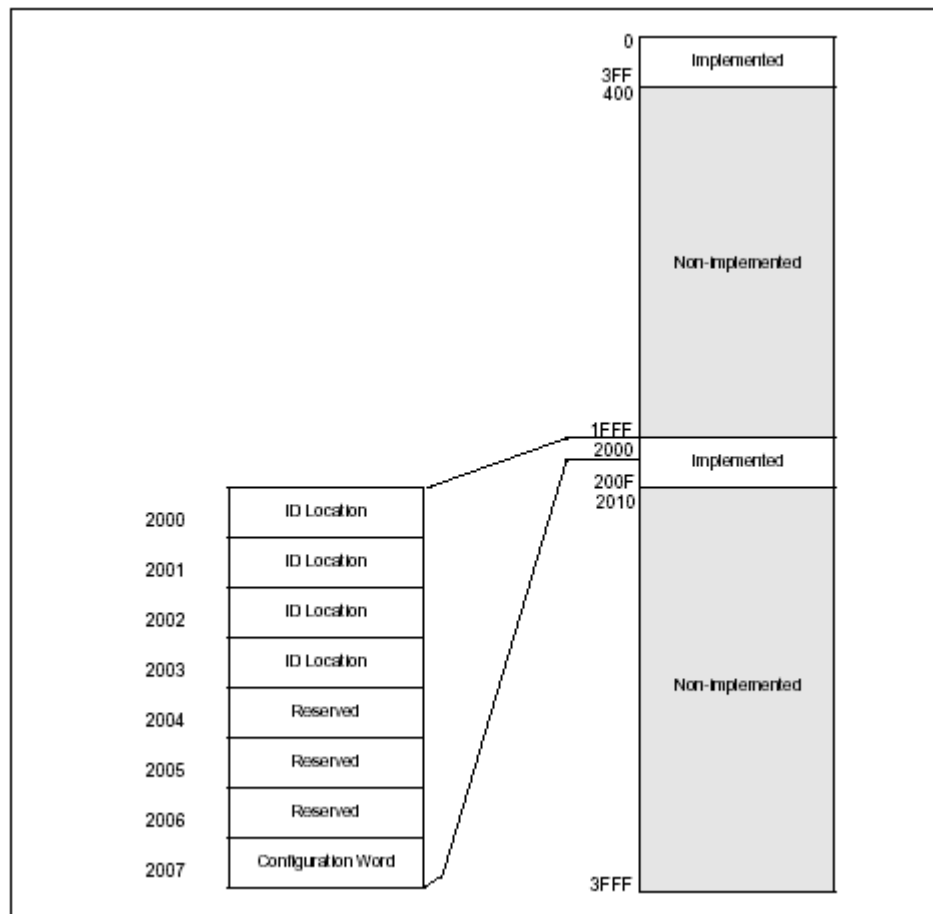 0
Implemented
3FF
400
Non-implemented
1FFF
2000
Implemented
200F
2010
Non-implemented
3FFF
2000 ID Location
2001 ID Location
2002 ID Location
2003 ID Location
2004 Reserved
2005 Reserved
2006 Reserved
2007 Configuration Word